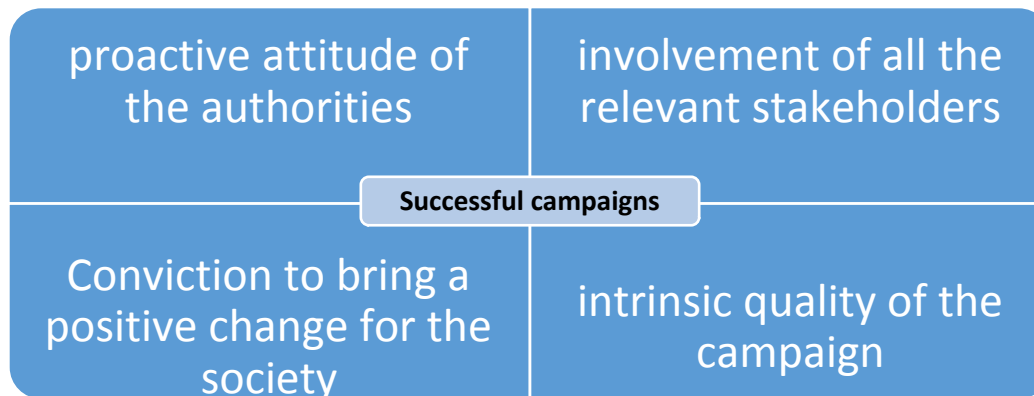 proactive attitude of
the authorities
involvement of all the
relevant stakeholders
Successful campaigns
Conviction to bring a
positive change for the
society
intrinsic quality of the
campaign